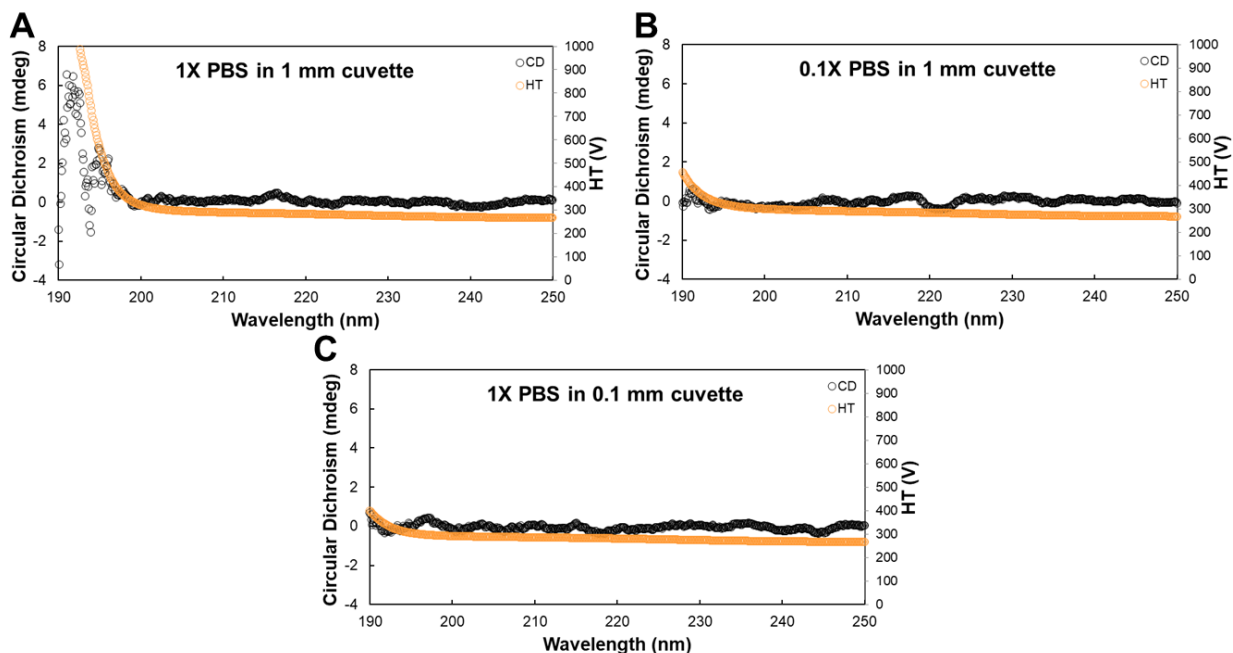 A
1X PBS in 1 mm cuvette
CD
HT
Circular Dichroism (mdeg)
8
6
4
2
0
-2
-4
HT (V)
1000
900
800
700
600
500
400
300
200
100
0
190 200 210 220 230 240 250
Wavelength (nm)
B
0.1X PBS in 1 mm cuvette
CD
HT
Circular Dichroism (mdeg)
8
6
4
2
0
-2
-4
HT (V)
1000
900
800
700
600
500
400
300
200
100
0
190 200 210 220 230 240 250
Wavelength (nm)
C
1X PBS in 0.1 mm cuvette
CD
HT
Circular Dichroism (mdeg)
8
6
4
2
0
-2
-4
HT (V)
1000
900
800
700
600
500
400
300
200
100
0
190 200 210 220 230 240 250
Wavelength (nm)